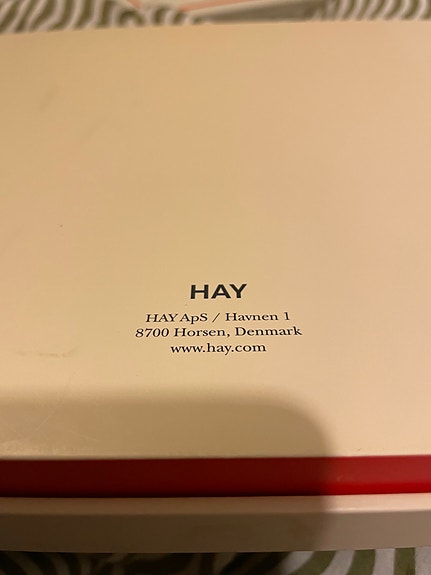 HAY
HAY ApS / Havnen 1
8700 Horsen, Denmark
www.hay.com